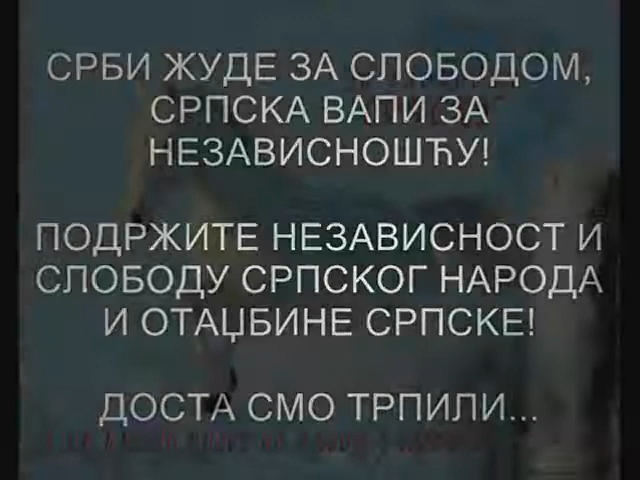 СРБИ ЖУДЕ ЗА СЛОБОДОМ,
СРПСКА ВАПИ ЗА
НЕЗАВИСНОШЋУ!
ПОДРЖИТЕ НЕЗАВИСНОСТ И
СЛОБОДУ СРПСКОГ НАРОДА
И ОТАЏБИНЕ СРПСКЕ!
ДОСТА СМО ТРПИЛИ...